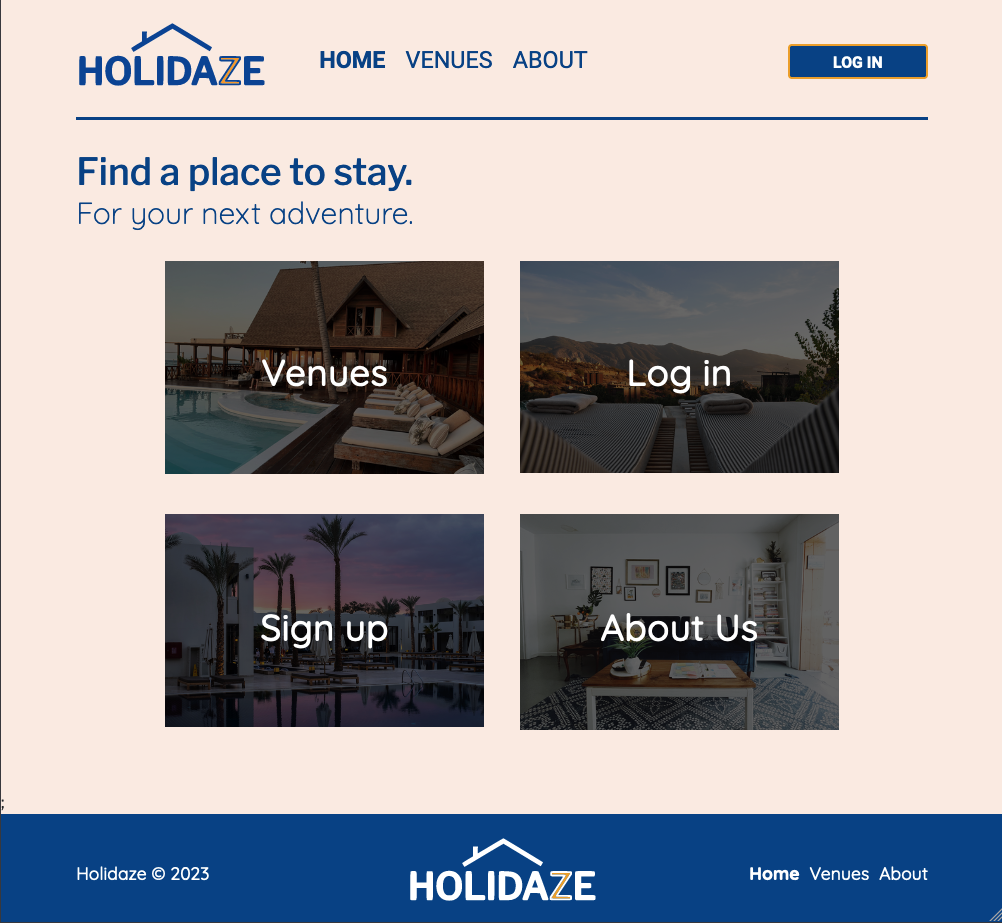 HOLIDAZE
HOME VENUES ABOUT
LOG IN
Find a place to stay.
For your next adventure.
Venues
Log in
Sign up
About Us
;
Holidaze © 2023
HOLIDAZE
Home Venues About